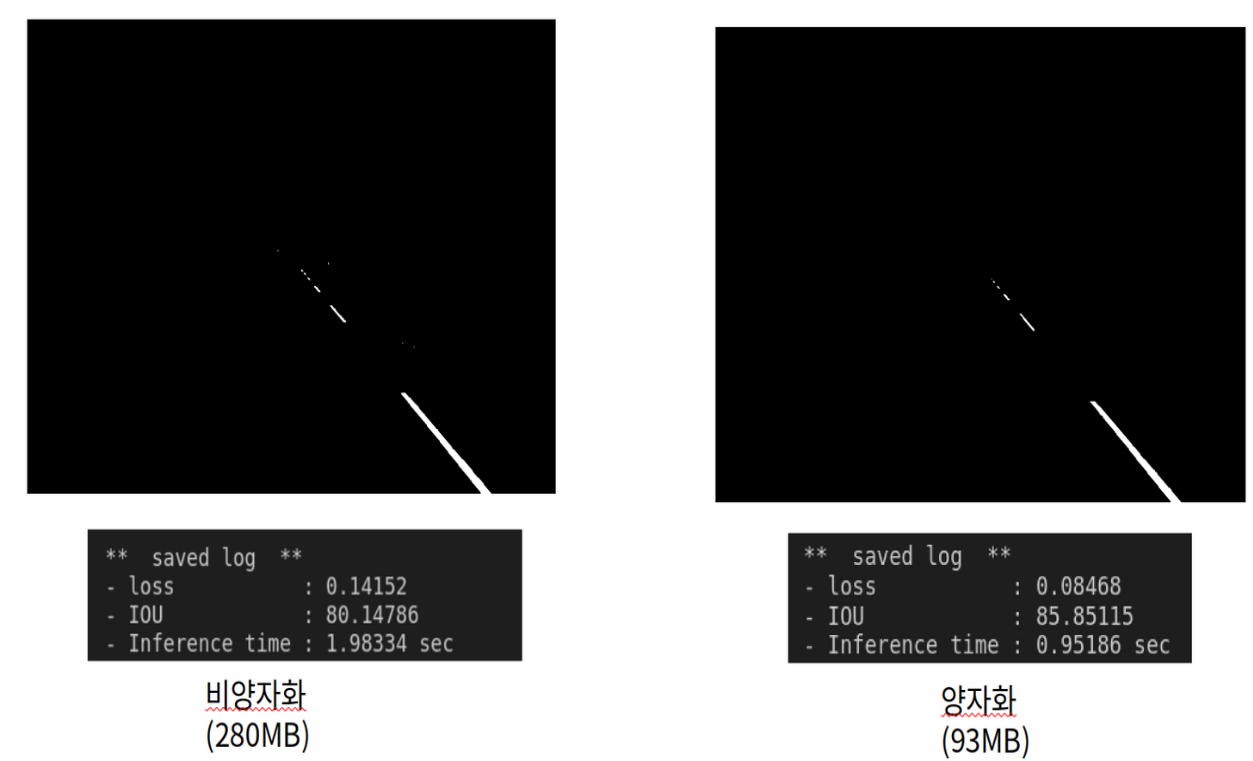 ** saved log **
- loss : 0.14152
- IOU : 80.14786
- Inference time : 1.98334 sec
비양자화
(280MB)
** saved log **
- loss : 0.08468
- IOU : 85.85115
- Inference time : 0.95186 sec
양자화
(93MB)